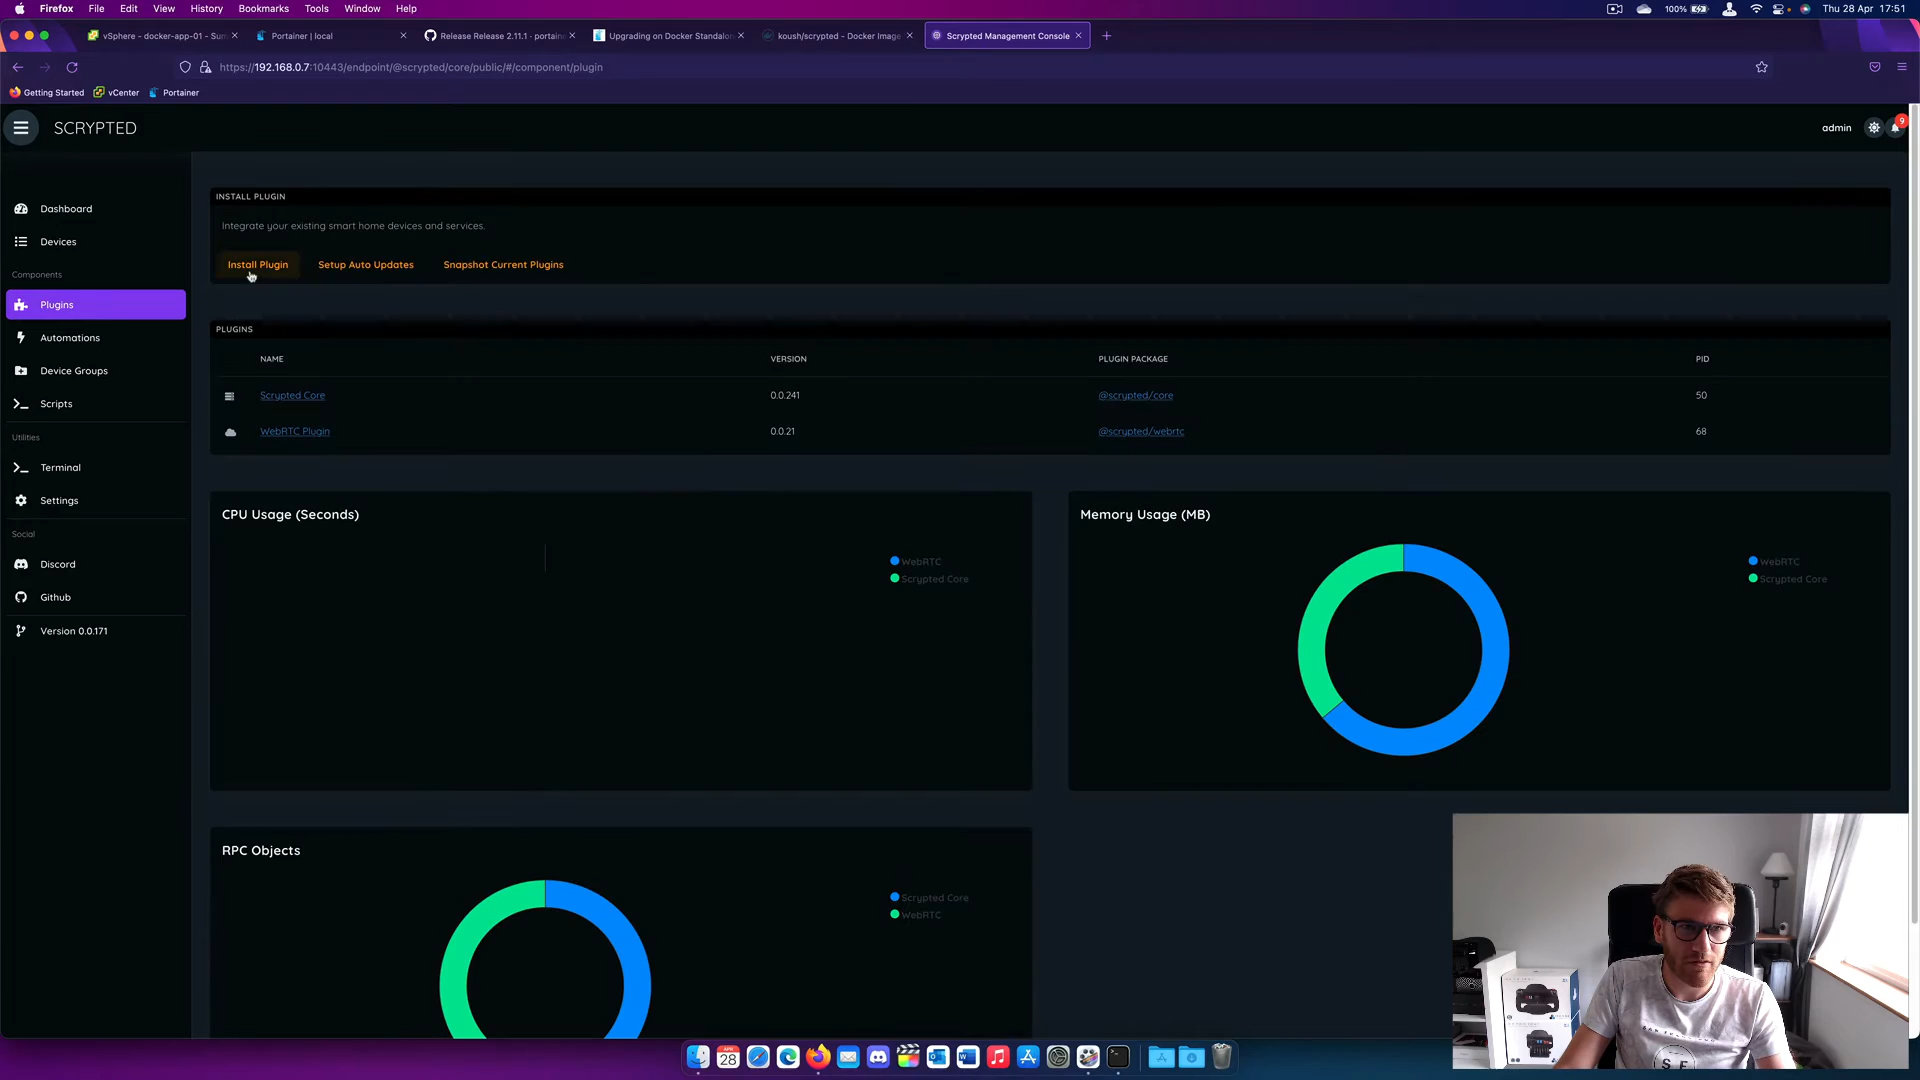 Firefox File Edit View History Bookmarks Tools Window Help 100% Thu 28 Apr 17:51
vSphere - docker-app-01 - Sum Portainer | local Release Release 2.11.1 · portain Upgrading on Docker Standalon koush/scrypted - Docker Image Scrypted Management Console
https://192.168.0.7:10443/endpoint/@scrypted/core/public/#/component/plugin
Getting Started vCenter Portainer
SCRYPTED
admin 9
Dashboard
Devices
Components
Plugins
Automations
Device Groups
Scripts
Utilities
Terminal
Settings
Social
Discord
Github
Version 0.0.171
INSTALL PLUGIN
Integrate your existing smart home devices and services.
Install Plugin Setup Auto Updates Snapshot Current Plugins
PLUGINS
NAME VERSION PLUGIN PACKAGE PID
Scrypted Core 0.0.241 @scrypted/core 50
WebRTC Plugin 0.0.21 @scrypted/webrtc 68
CPU Usage (Seconds)
WebRTC
Scrypted Core
Memory Usage (MB)
WebRTC
Scrypted Core
RPC Objects
Scrypted Core
WebRTC
APR
28